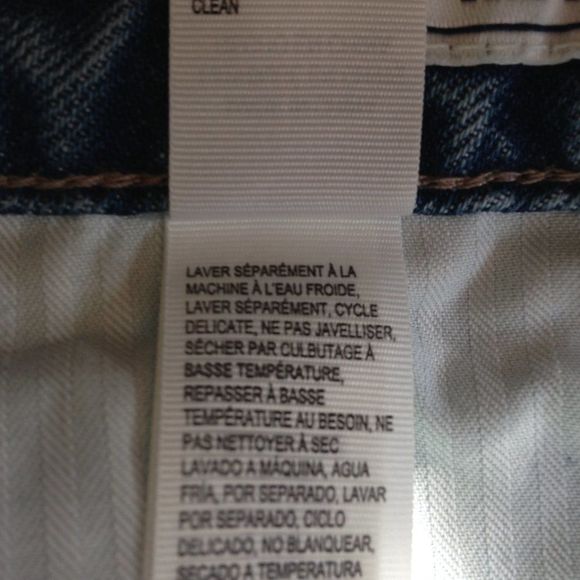 CLEAN
LAVER SÉPARÉMENT À LA
MACHINE À L'EAU FROIDE,
LAVER SÉPARÉMENT, CYCLE
DELICATE, NE PAS JAVELLISER,
SÉCHER PAR CULBUTAGE À
BASSE TEMPÉRATURE,
REPASSER À BASSE
TEMPÉRATURE AU BESOIN, NE
PAS NETTOYER À SEC
LAVADO A MÁQUINA, AGUA
FRÍA, POR SEPARADO, LAVAR
POR SEPARADO, CICLO
DELICADO, NO BLANQUEAR,
SECADO A TEMPERATURA